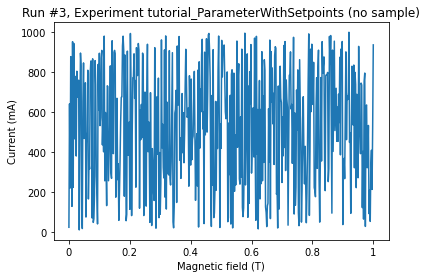 Run #3, Experiment tutorial_ParameterWithSetpoints (no sample)
1000
800
600
400
200
0
Current (mA)
0 0.2 0.4 0.6 0.8 1
Magnetic field (T)